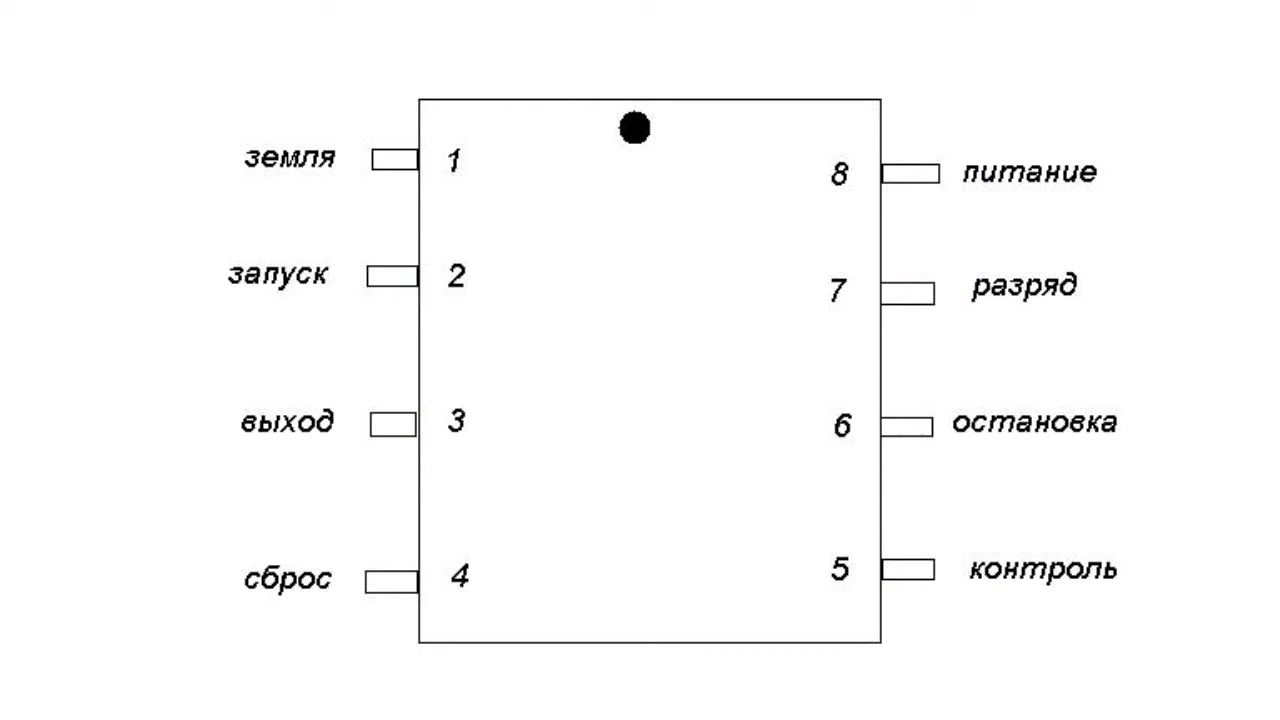 земля 1 8 питание
запуск 2 7 разряд
выход 3 6 остановка
сброс 4 5 контроль